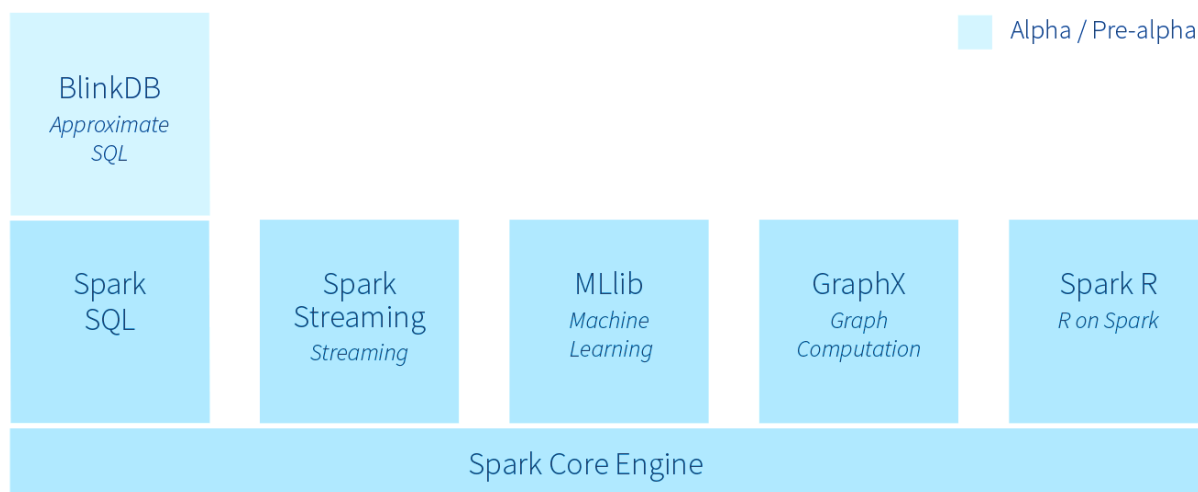 Alpha / Pre-alpha
BlinkDB
Approximate
SQL
Spark
SQL
Spark
Streaming
Streaming
MLlib
Machine
Learning
GraphX
Graph
Computation
Spark R
R on Spark
Spark Core Engine